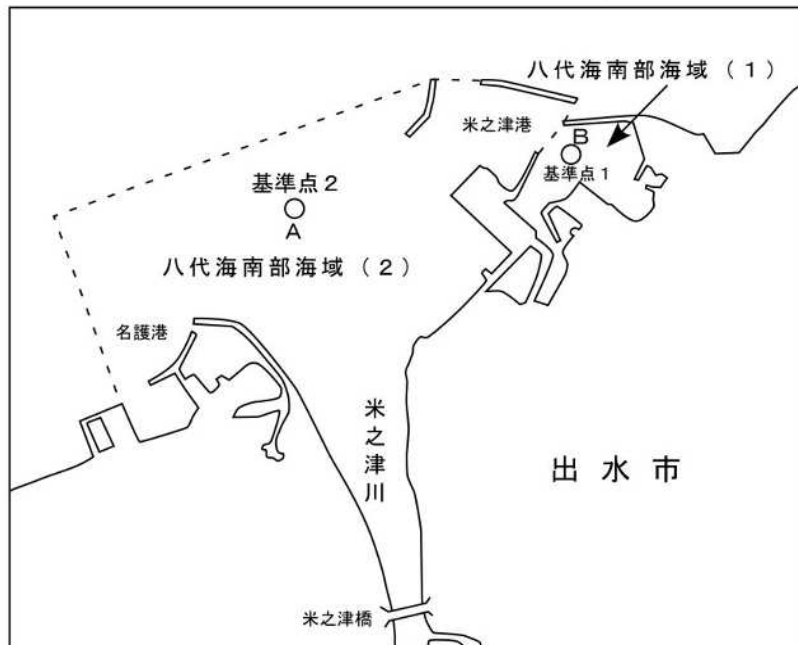 八代海南部海域（１）
米之津港
B
基準点１
基準点２
A
八代海南部海域（２）
名護港
米之津川
出水市
米之津橋